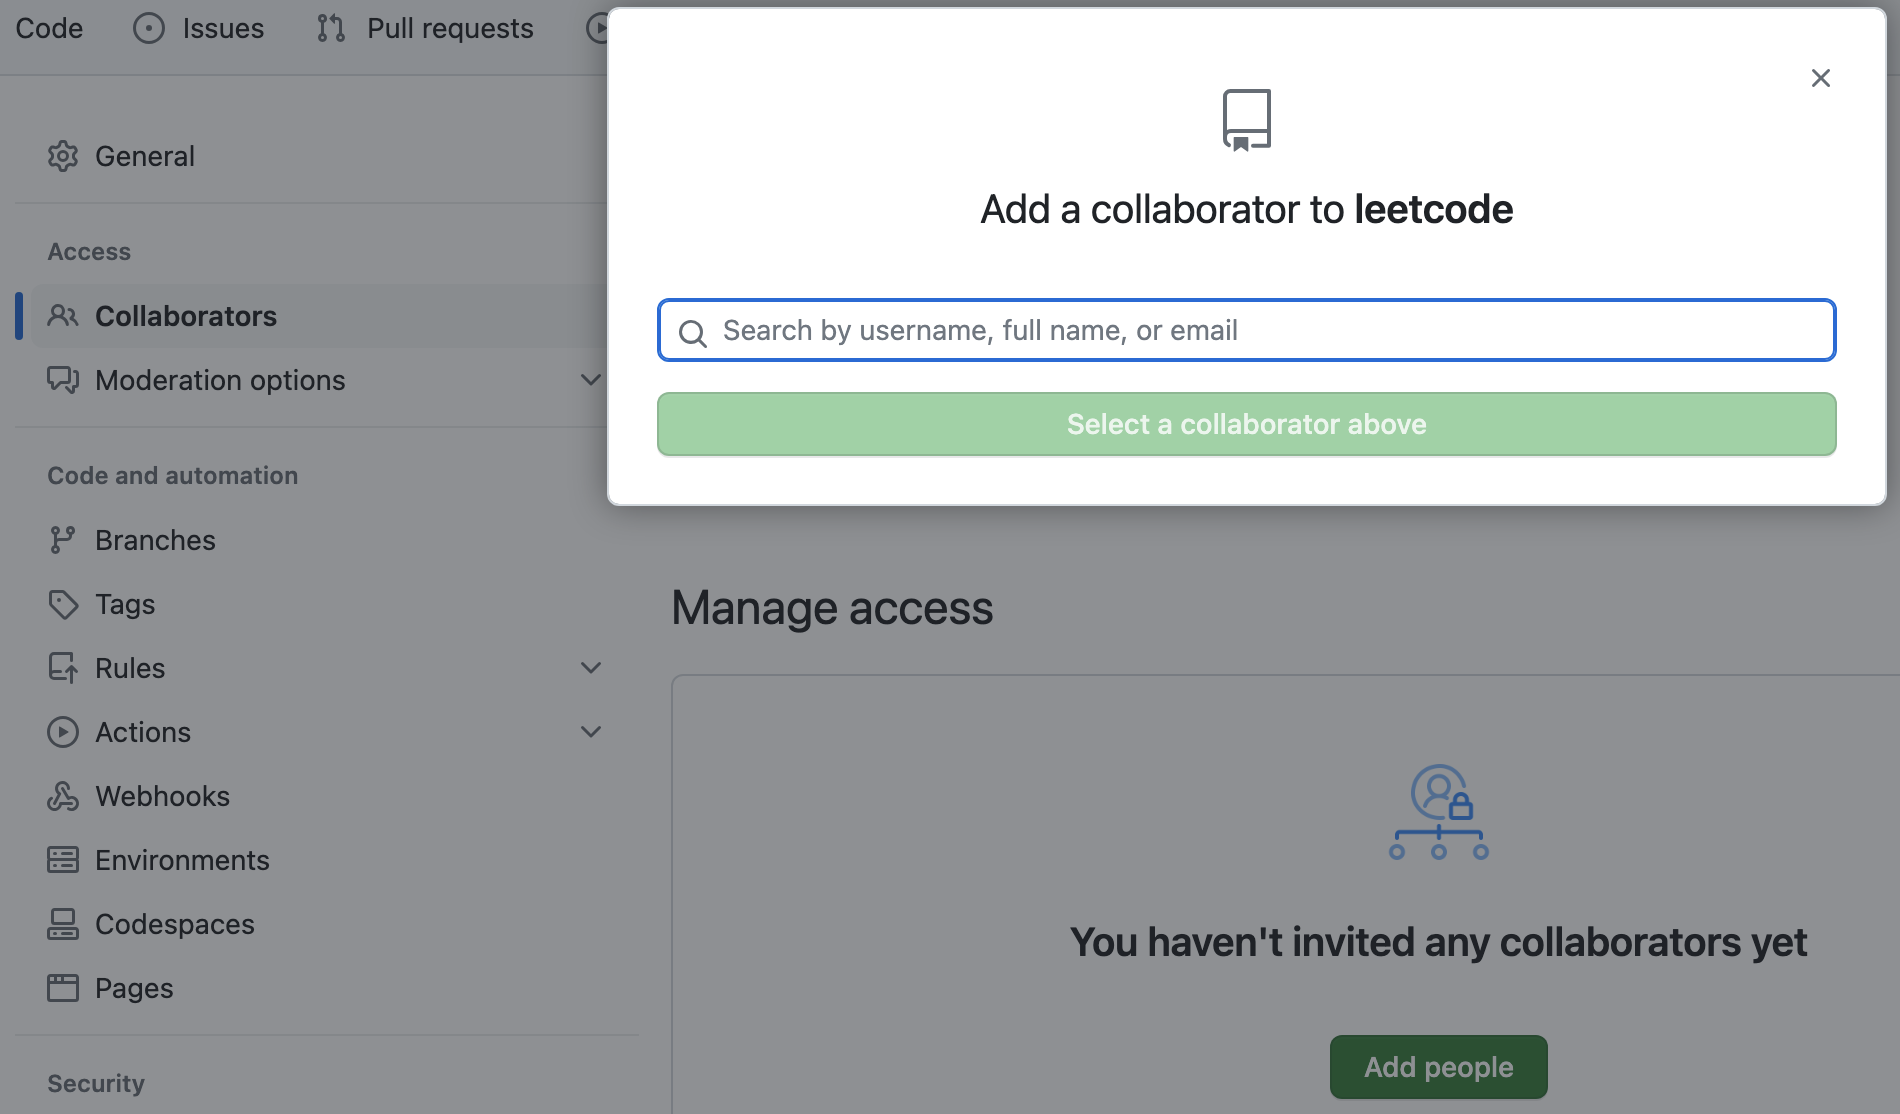 Code
Issues
Pull requests
General
Access
Collaborators
Moderation options
Code and automation
Branches
Tags
Rules
Actions
Webhooks
Environments
Codespaces
Pages
Security
Add a collaborator to leetcode
Search by username, full name, or email
Select a collaborator above
Manage access
You haven't invited any collaborators yet
Add people